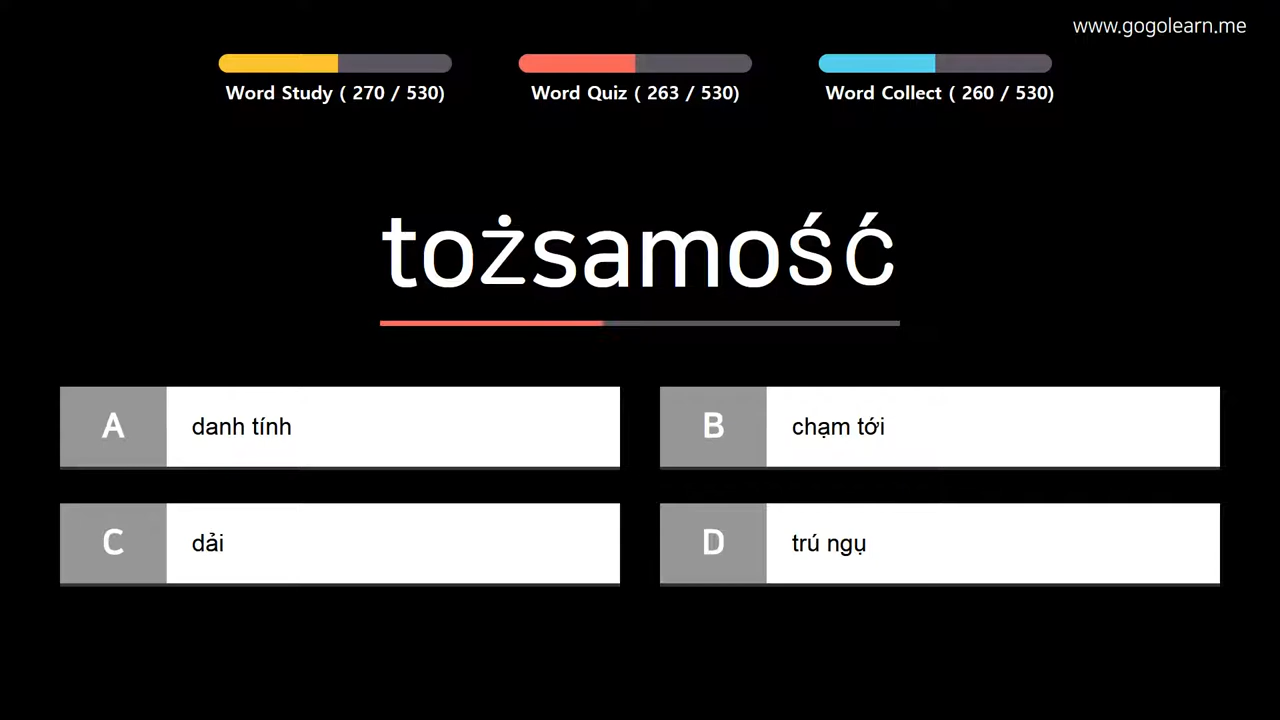 www.gogolearn.me
Word Study ( 270 / 530)
Word Quiz ( 263 / 530)
Word Collect ( 260 / 530)
tożsamość
A danh tính
B chạm tới
C dải
D trú ngụ